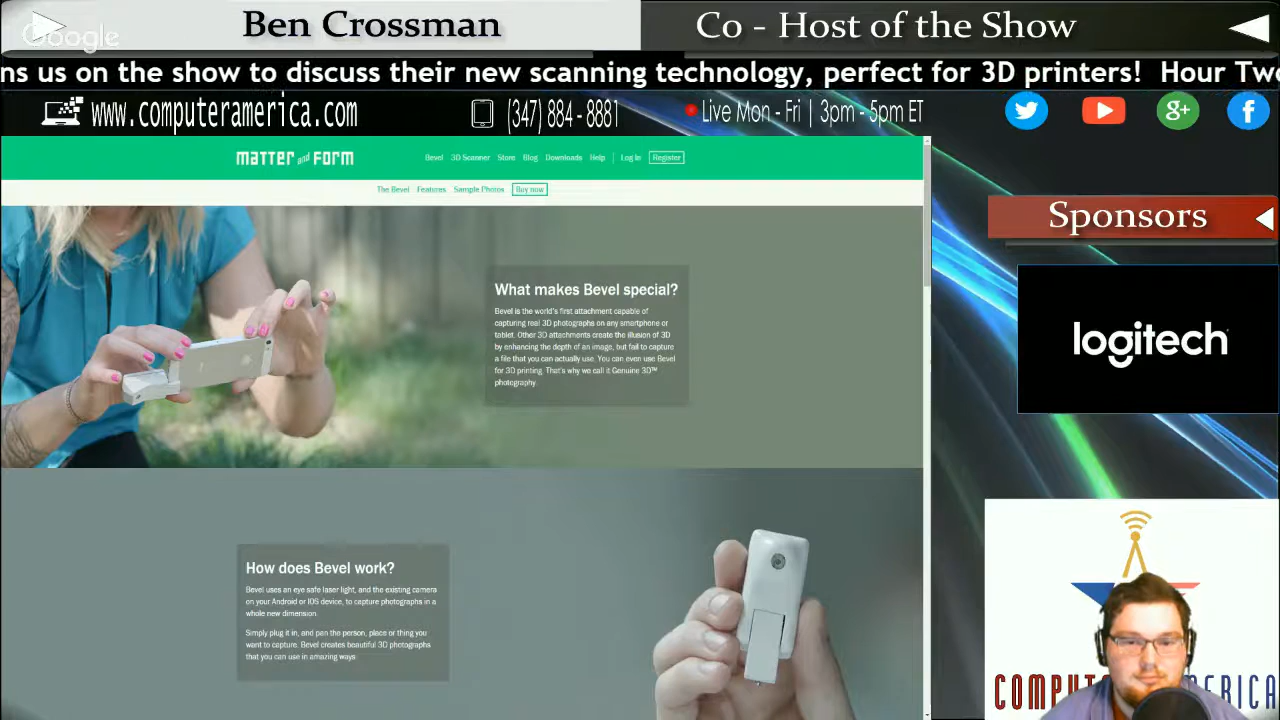 Google
Ben Crossman
Co - Host of the Show
ns us on the show to discuss their new scanning technology, perfect for 3D printers! Hour Tw
www.computeramerica.com
(347) 884 - 8881
Live Mon - Fri | 3pm - 5pm ET
g+
MATTER and FORM
Bevel 3D Scanner Store Blog Downloads Help | Log In Register
The Bevel Features Sample Photos Buy now
Sponsors
logitech
What makes Bevel special?
Bevel is the world's first attachment capable of
capturing real 3D photographs on any smartphone or
tablet. Other 3D attachments create the illusion of 3D
by enhancing the depth of an image, but fail to capture
a file that you can actually use. You can even use Bevel
for 3D printing. That's why we call it Genuine 3D™
photography.
How does Bevel work?
Bevel uses an eye safe laser light, and the existing camera
on your Android or IOS device, to capture photographs in a
whole new dimension.
Simply plug it in, and pan the person, place or thing you
want to capture. Bevel creates beautiful 3D photographs
that you can use in amazing ways.
COMPUT ERICA